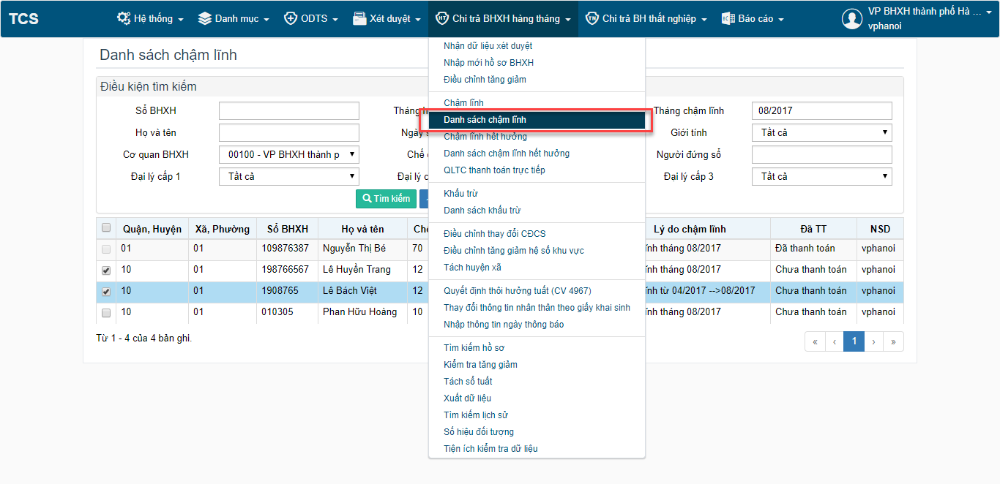 TCS Hệ thống Danh mục ODTS Xét duyệt Chi trả BHXH hàng tháng Chi trả BH thất nghiệp Báo cáo VP BHXH thành phố Hà ...
vphanoi
Danh sách chậm lĩnh
Điều kiện tìm kiếm
Số BHXH Tháng Tháng chậm lĩnh 08/2017
Họ và tên Ngày Giới tính Tất cả
Cơ quan BHXH 00100 - VP BHXH thành p Chế Người đứng sổ
Đại lý cấp 1 Tất cả Đại lý Đại lý cấp 3 Tất cả
Tìm kiếm
Quận, Huyện Xã, Phường Số BHXH Họ và tên Lý do chậm lĩnh Đã TT NSD
01 01 109876387 Nguyễn Thị Bé 70 tháng 08/2017 Đã thanh toán vphanoi
10 01 198766567 Lê Huyền Trang 12 tháng 08/2017 Chưa thanh toán vphanoi
10 01 1908765 Lê Bách Việt 12 từ 04/2017 -->08/2017 Chưa thanh toán vphanoi
10 01 010305 Phan Hữu Hoàng 10 tháng 08/2017 Chưa thanh toán vphanoi
Từ 1 - 4 của 4 bản ghi. « ‹ 1 › »
Nhận dữ liệu xét duyệt
Nhập mới hồ sơ BHXH
Điều chỉnh tăng giảm
Chậm lĩnh
Danh sách chậm lĩnh
Chậm lĩnh hết hưởng
Danh sách chậm lĩnh hết hưởng
QLTC thanh toán trực tiếp
Khấu trừ
Danh sách khấu trừ
Điều chỉnh thay đổi CĐCS
Điều chỉnh tăng giảm hệ số khu vực
Tách huyện xã
Quyết định thôi hưởng tuất (CV 4967)
Thay đổi thông tin nhân thân theo giấy khai sinh
Nhập thông tin ngày thông báo
Tìm kiếm hồ sơ
Kiểm tra tăng giảm
Tách sổ tuất
Xuất dữ liệu
Tìm kiếm lịch sử
Số hiệu đối tượng
Tiện ích kiểm tra dữ liệu